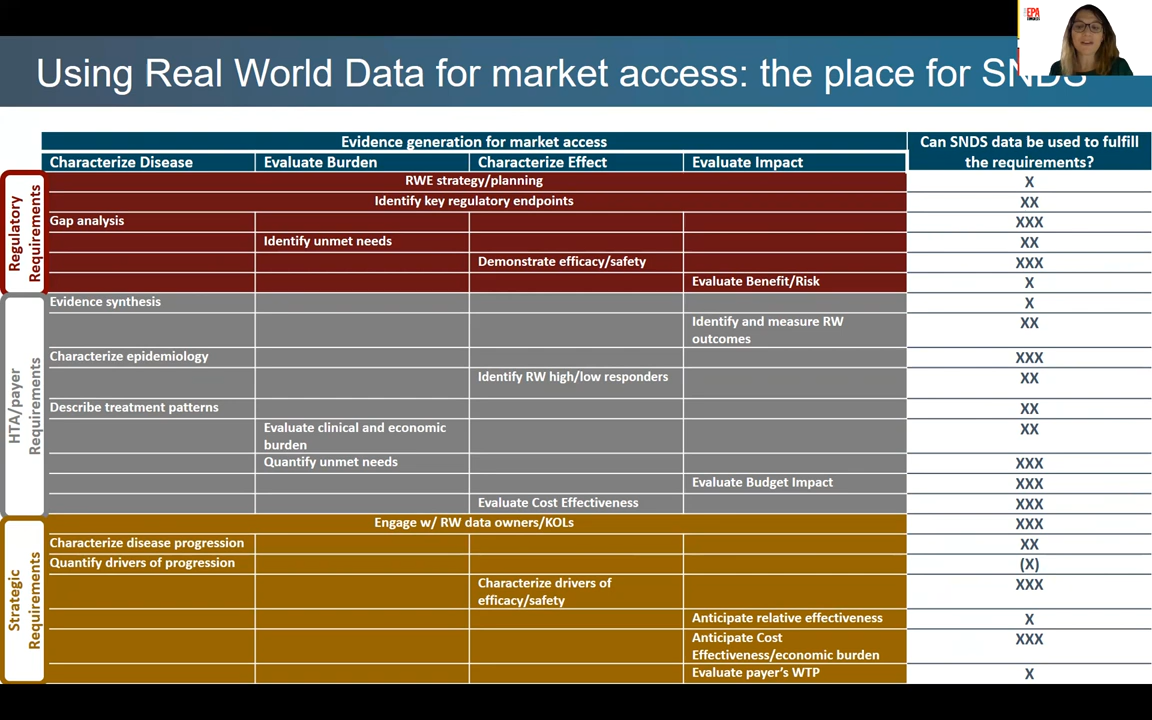 EPA
Using Real World Data for market access: the place for SNDS
Evidence generation for market access
Can SNDS data be used to fulfill
the requirements?
Characterize Disease
Evaluate Burden
Characterize Effect
Evaluate Impact
Regulatory
Requirements
RWE strategy/planning
X
Identify key regulatory endpoints
XX
Gap analysis
XXX
Identify unmet needs
XX
Demonstrate efficacy/safety
XXX
Evaluate Benefit/Risk
X
HTA/payer
Requirements
Evidence synthesis
X
Identify and measure RW
outcomes
XX
Characterize epidemiology
XXX
Identify RW high/low responders
XX
Describe treatment patterns
XX
Evaluate clinical and economic
burden
XX
Quantify unmet needs
XXX
Evaluate Budget Impact
XXX
Evaluate Cost Effectiveness
XXX
Strategic
Requirements
Engage w/ RW data owners/KOLs
XXX
Characterize disease progression
XX
Quantify drivers of progression
(X)
Characterize drivers of
efficacy/safety
XXX
Anticipate relative effectiveness
X
Anticipate Cost
Effectiveness/economic burden
XXX
Evaluate payer's WTP
X